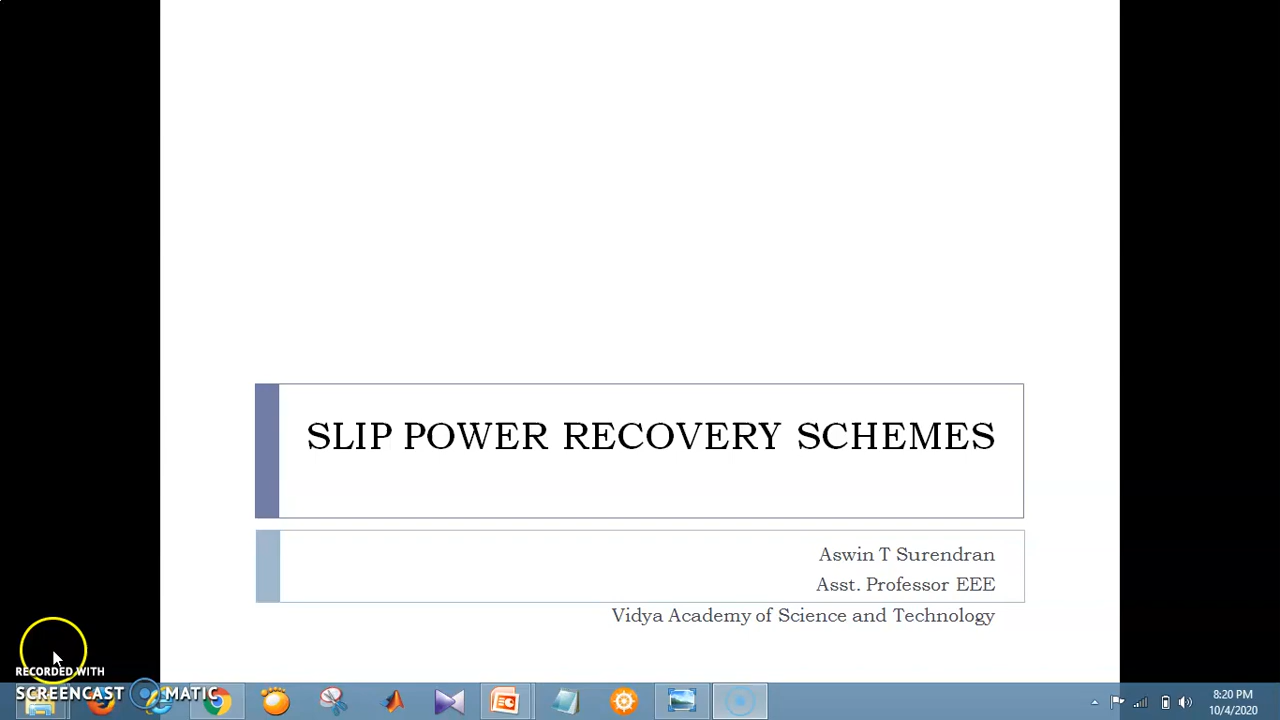 SLIP POWER RECOVERY SCHEMES
Aswin T Surendran
Asst. Professor EEE
Vidya Academy of Science and Technology
RECORDED WITH
SCREENCAST MATIC
8:20 PM
10/4/2020